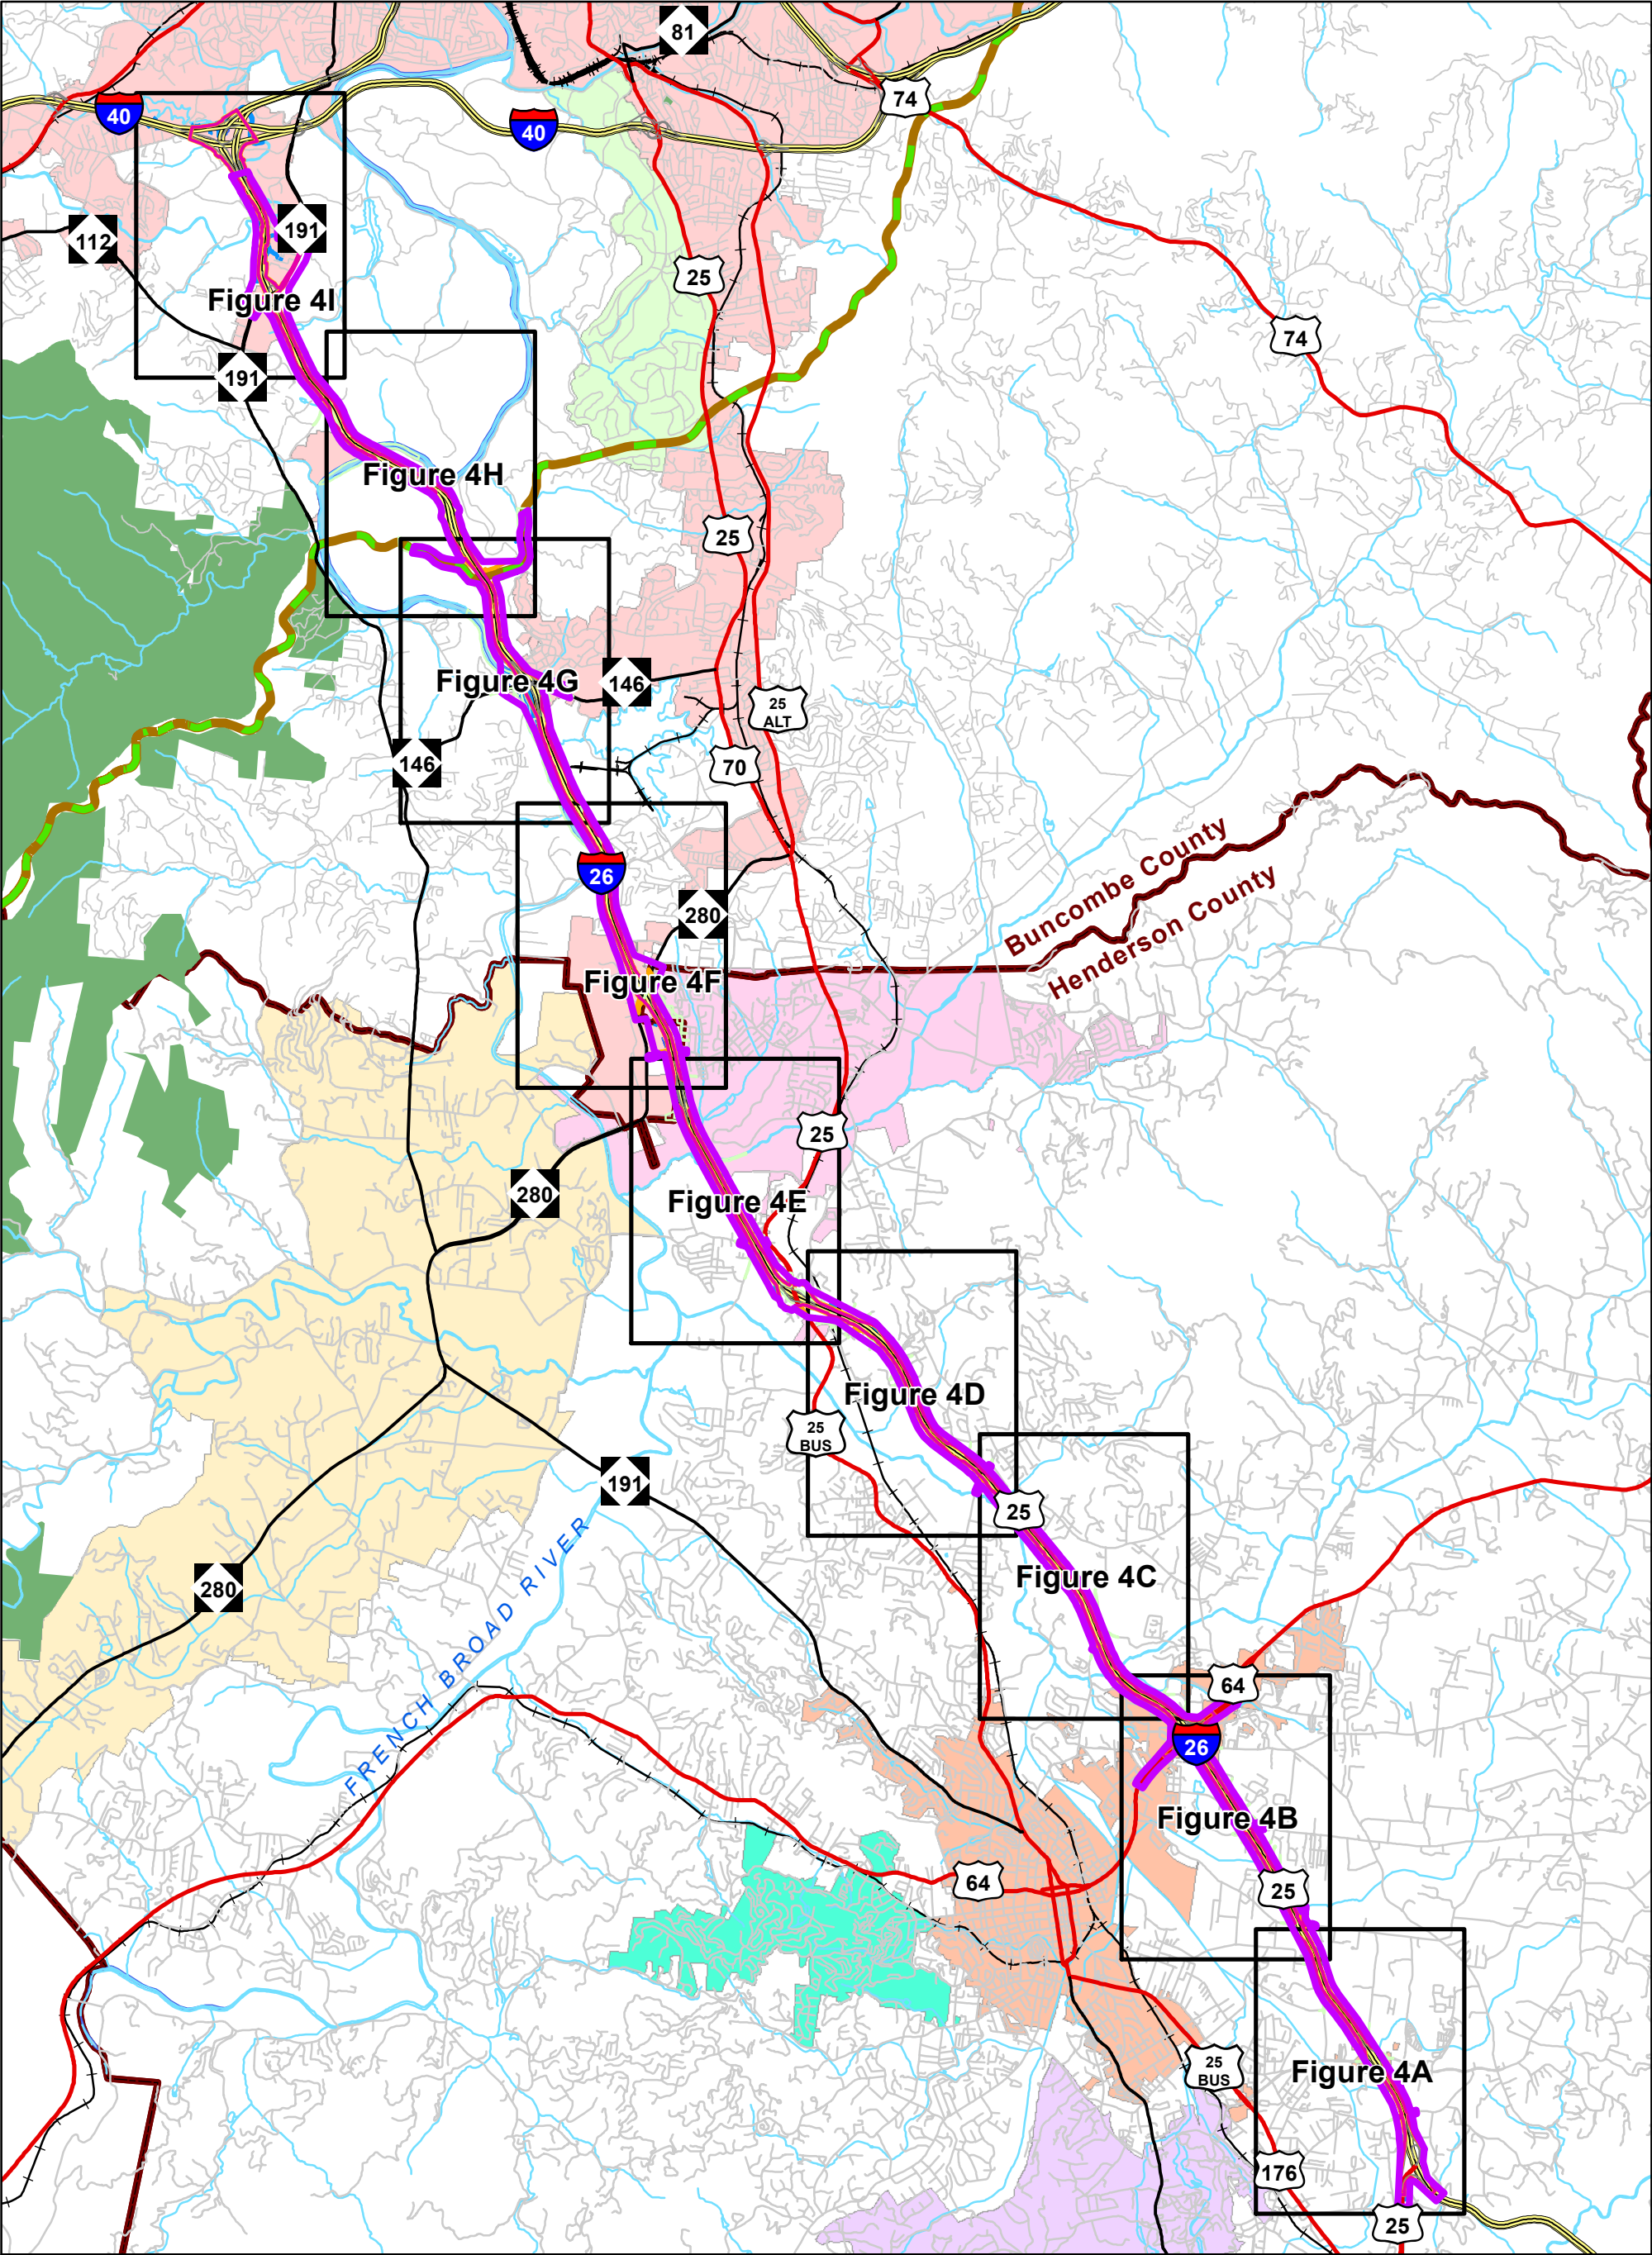 81
74
40
40
112
191
Figure 4I
25
74
191
Figure 4H
25
Figure 4G
146
25
ALT
146
70
Buncombe County
26
Henderson County
280
Figure 4F
25
280
Figure 4E
Figure 4D
25
BUS
191
25
Figure 4C
280
FRENCH BROAD RIVER
64
26
Figure 4B
64
25
25
BUS
Figure 4A
176
25